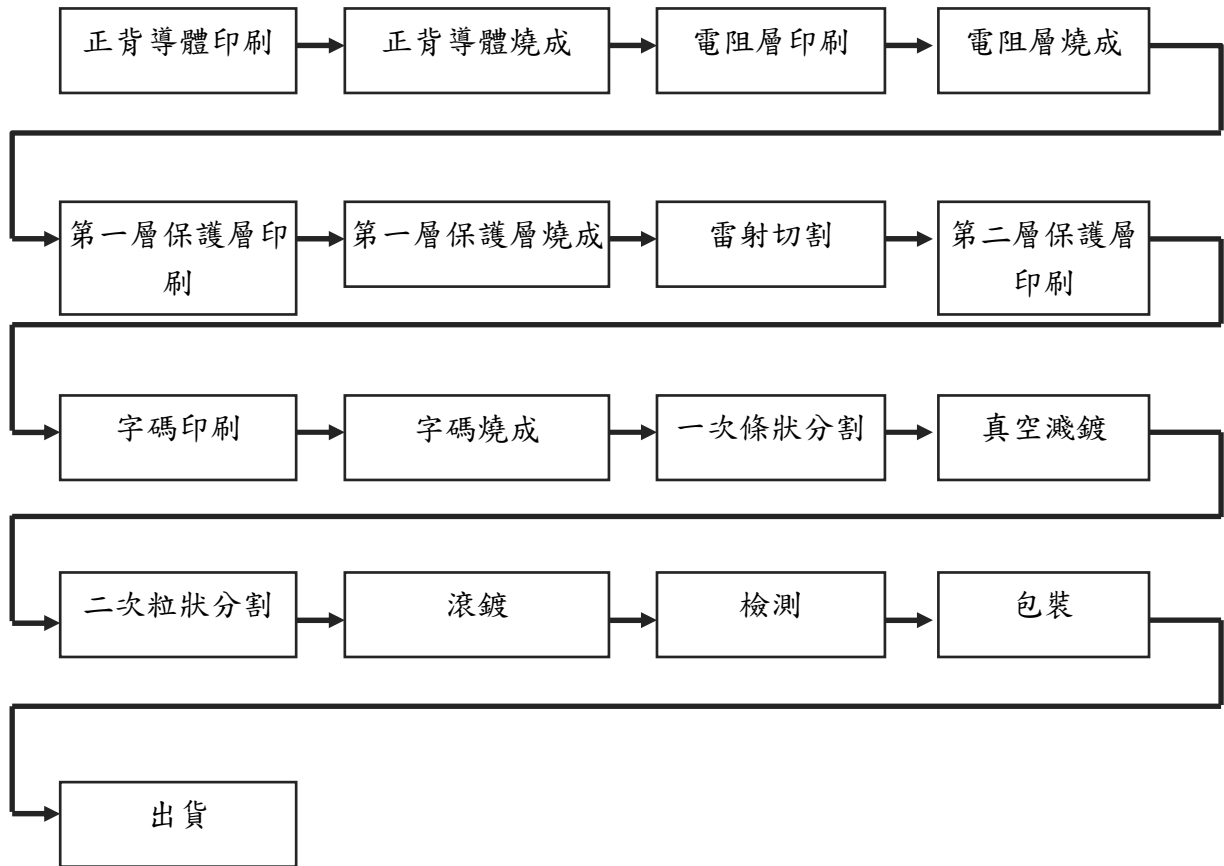 正背導體印刷
正背導體燒成
電阻層印刷
電阻層燒成
第一層保護層印
刷
第一層保護層燒成
雷射切割
第二層保護層
印刷
字碼印刷
字碼燒成
一次條狀分割
真空濺鍍
二次粒狀分割
滾鍍
檢測
包裝
出貨